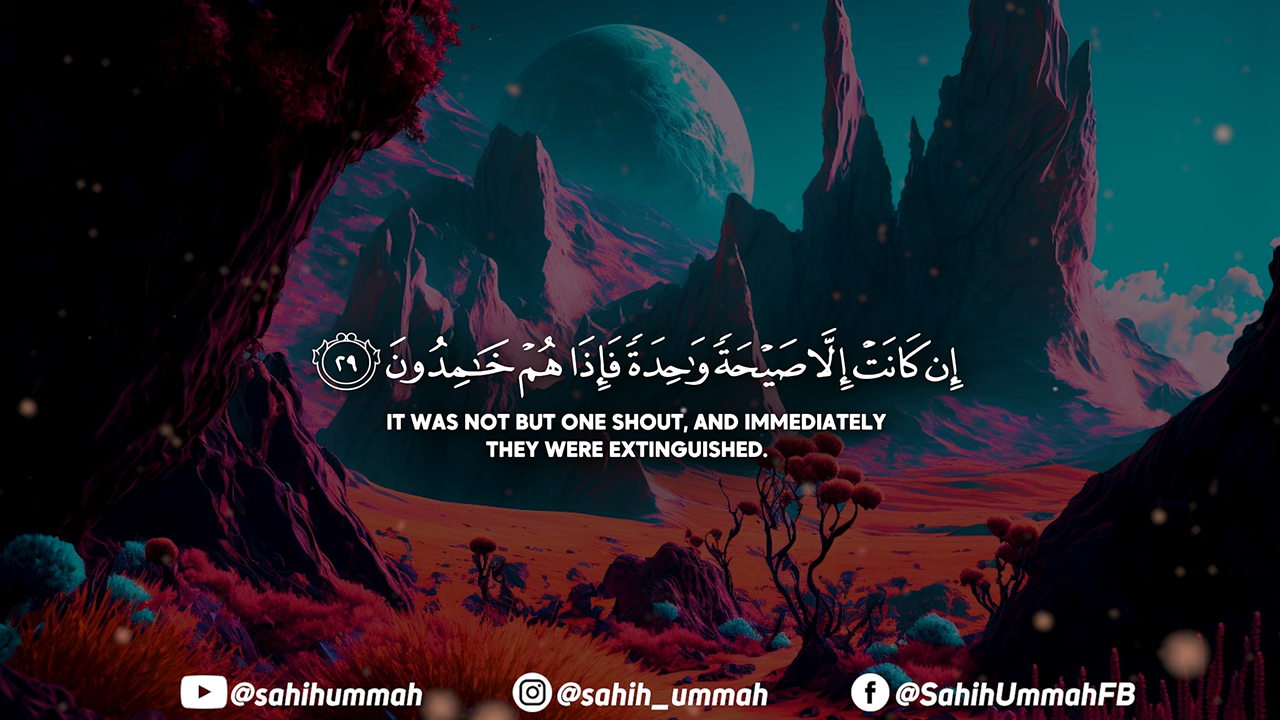 إِن كَانَتْ إِلَّا صَيْحَةً وَٰحِدَةً فَإِذَا هُمْ خَـٰمِدُونَ ٢٩
IT WAS NOT BUT ONE SHOUT, AND IMMEDIATELY
THEY WERE EXTINGUISHED.
@sahihummah @sahih_ummah @SahihUmmahFB